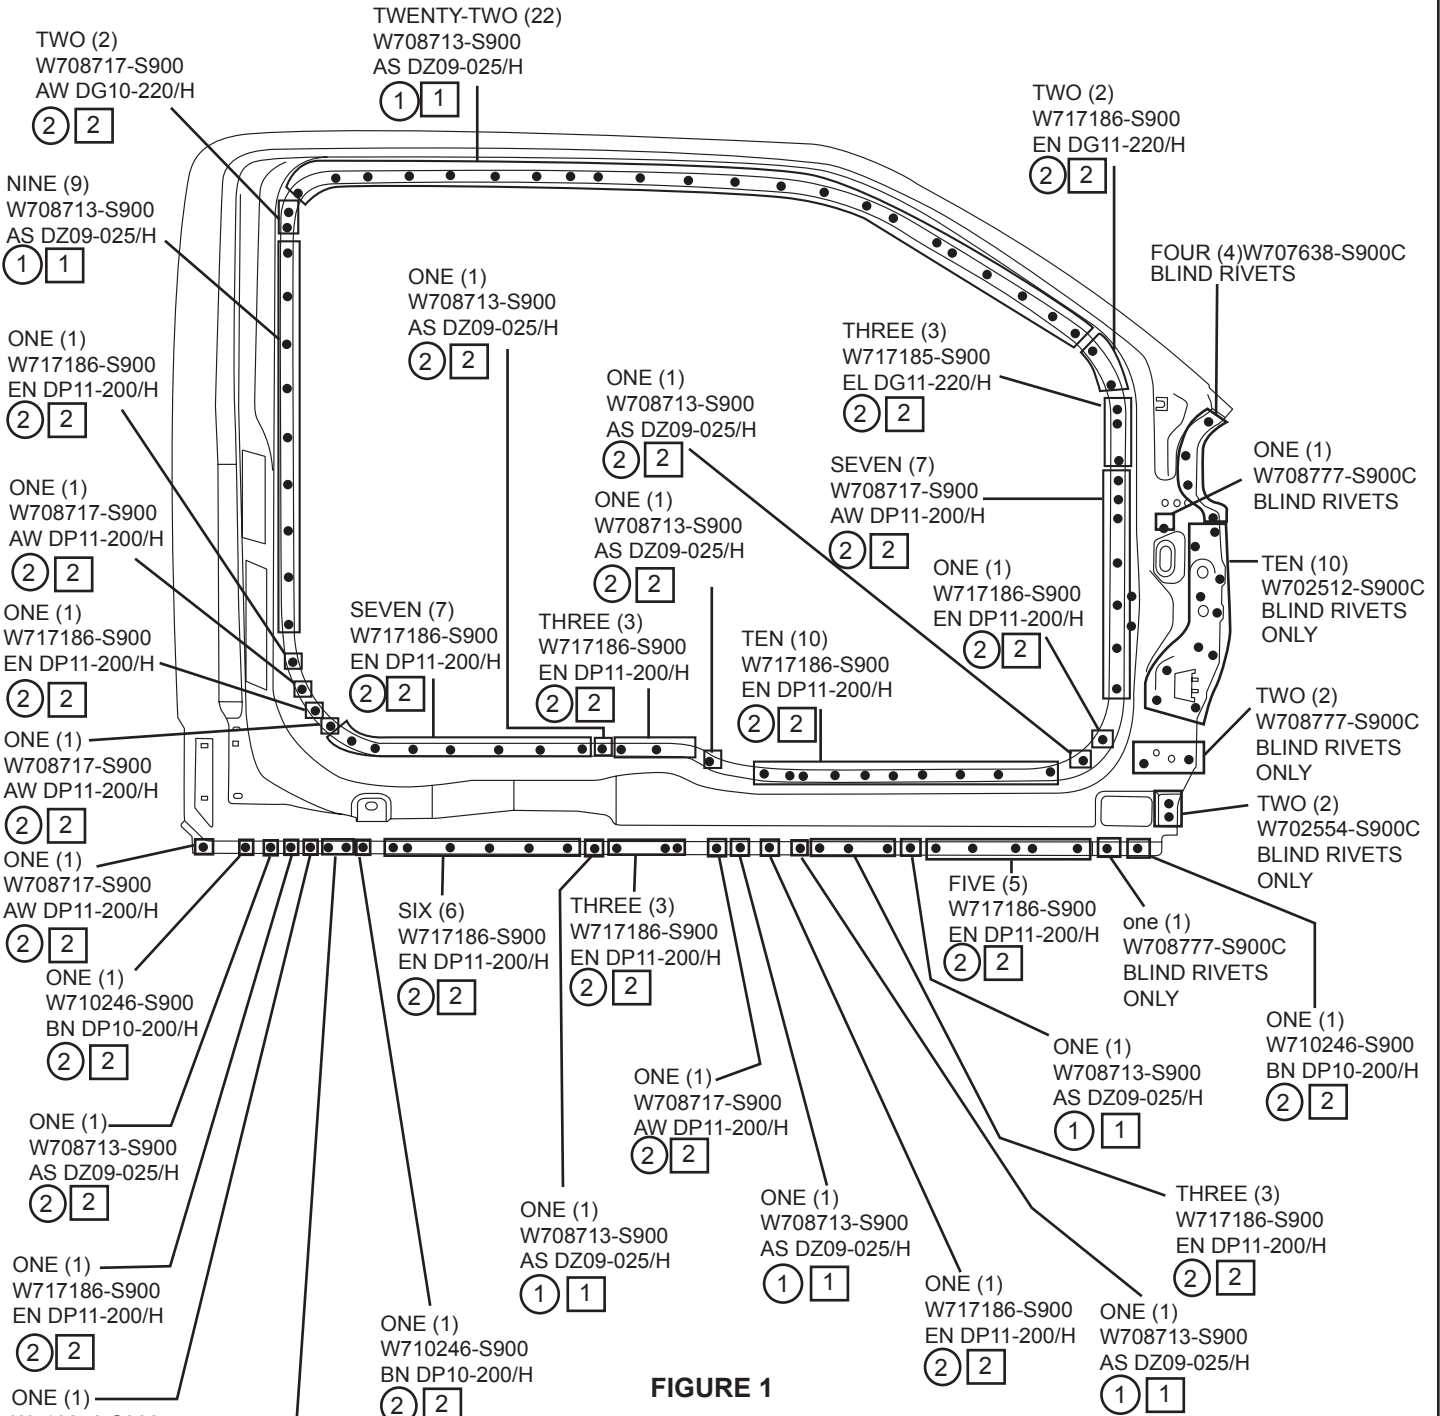 TWO (2)
W708717-S900
AW DG10-220/H
2 2
TWENTY-TWO (22)
W708713-S900
AS DZ09-025/H
1 1
TWO (2)
W717186-S900
EN DG11-220/H
2 2
NINE (9)
W708713-S900
AS DZ09-025/H
1 1
FOUR (4)W707638-S900C
BLIND RIVETS
ONE (1)
W708713-S900
AS DZ09-025/H
2 2
ONE (1)
W717186-S900
EN DP11-200/H
2 2
THREE (3)
W717185-S900
EL DG11-220/H
2 2
ONE (1)
W708713-S900
AS DZ09-025/H
2 2
ONE (1)
W708777-S900C
BLIND RIVETS
SEVEN (7)
W708717-S900
AW DP11-200/H
2 2
ONE (1)
W708717-S900
AW DP11-200/H
2 2
ONE (1)
W708713-S900
AS DZ09-025/H
2 2
ONE (1)
W717186-S900
EN DP11-200/H
2 2
TEN (10)
W702512-S900C
BLIND RIVETS
ONLY
ONE (1)
W717186-S900
EN DP11-200/H
2 2
SEVEN (7)
W717186-S900
EN DP11-200/H
2 2
THREE (3)
W717186-S900
EN DP11-200/H
2 2
TEN (10)
W717186-S900
EN DP11-200/H
2 2
TWO (2)
W708777-S900C
BLIND RIVETS
ONLY
ONE (1)
W708717-S900
AW DP11-200/H
2 2
TWO (2)
W702554-S900C
BLIND RIVETS
ONLY
ONE (1)
W708717-S900
AW DP11-200/H
2 2
SIX (6)
W717186-S900
EN DP11-200/H
2 2
THREE (3)
W717186-S900
EN DP11-200/H
2 2
FIVE (5)
W717186-S900
EN DP11-200/H
2 2
one (1)
W708777-S900C
BLIND RIVETS
ONLY
ONE (1)
W710246-S900
BN DP10-200/H
2 2
ONE (1)
W710246-S900
BN DP10-200/H
2 2
ONE (1)
W708713-S900
AS DZ09-025/H
1 1
ONE (1)
W708717-S900
AW DP11-200/H
2 2
ONE (1)
W708713-S900
AS DZ09-025/H
2 2
ONE (1)
W708713-S900
AS DZ09-025/H
1 1
ONE (1)
W708713-S900
AS DZ09-025/H
1 1
THREE (3)
W717186-S900
EN DP11-200/H
2 2
ONE (1)
W717186-S900
EN DP11-200/H
2 2
ONE (1)
W717186-S900
EN DP11-200/H
2 2
ONE (1)
W708713-S900
AS DZ09-025/H
1 1
ONE (1)
W710246-S900
BN DP10-200/H
2 2
ONE (1)
FIGURE 1